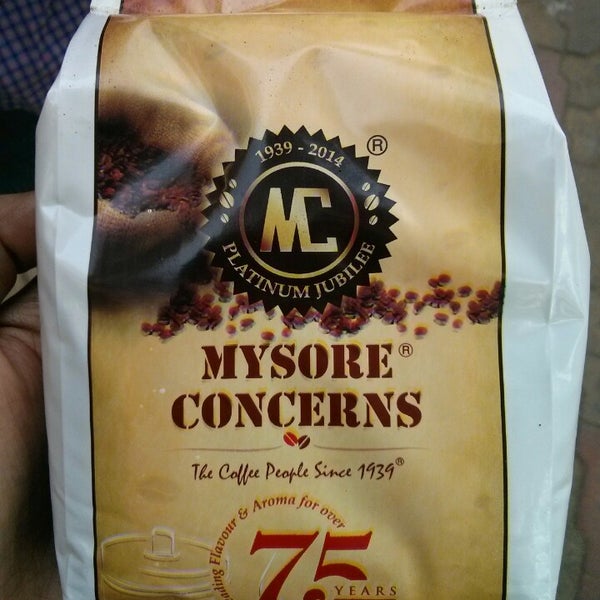 1939 - 2014
®
MC
PLATINUM JUBILEE
MYSORE®
CONCERNS
The Coffee People Since 1939®
Flavour & Aroma for over
75
YEARS